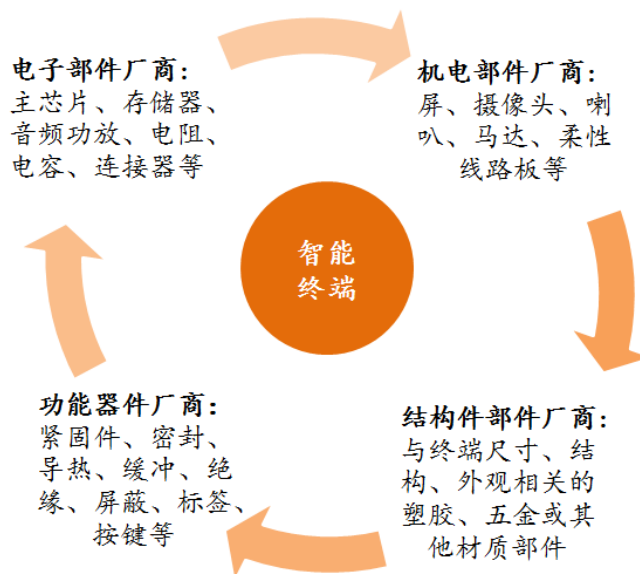 电子部件厂商：
主芯片、存储器、
音频功放、电阻、
电容、连接器等
机电部件厂商：
屏、摄像头、喇
叭、马达、柔性
线路板等
智能
终端
功能器件厂商：
紧固件、密封、
导热、缓冲、绝
缘、屏蔽、标签、
按键等
结构件部件厂商：
与终端尺寸、结
构、外观相关的
塑胶、五金或其
他材质部件